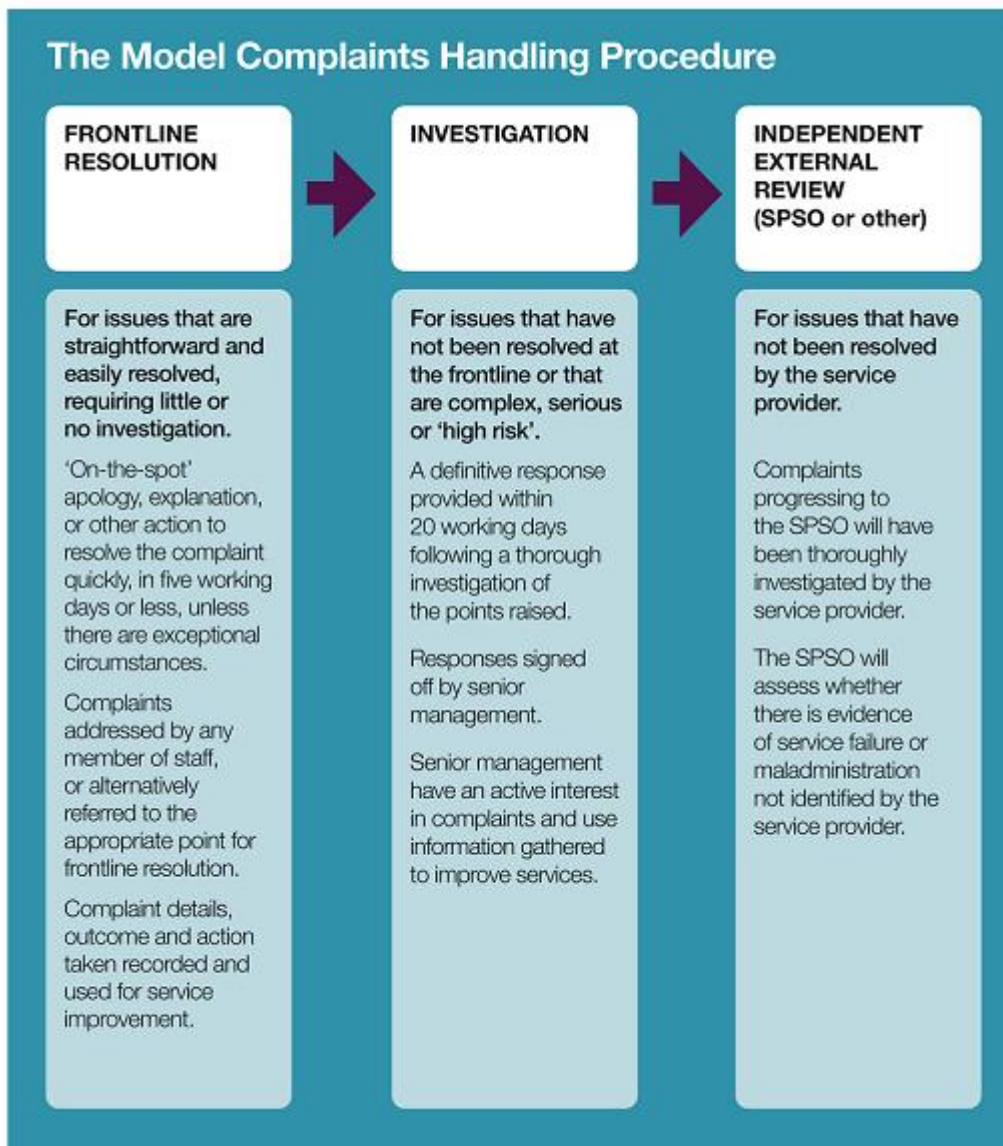 The Model Complaints Handling Procedure
FRONTLINE
RESOLUTION
For issues that are
straightforward and
easily resolved,
requiring little or
no investigation.
‘On-the-spot’
apology, explanation,
or other action to
resolve the complaint
quickly, in five working
days or less, unless
there are exceptional
circumstances.
Complaints
addressed by any
member of staff,
or alternatively
referred to the
appropriate point for
frontline resolution.
Complaint details,
outcome and action
taken recorded and
used for service
improvement.
INVESTIGATION
For issues that have
not been resolved at
the frontline or that
are complex, serious
or ‘high risk’.
A definitive response
provided within
20 working days
following a thorough
investigation of
the points raised.
Responses signed
off by senior
management.
Senior management
have an active interest
in complaints and use
information gathered
to improve services.
INDEPENDENT
EXTERNAL
REVIEW
(SPSO or other)
For issues that have
not been resolved
by the service
provider.
Complaints
progressing to
the SPSO will have
been thoroughly
investigated by the
service provider.
The SPSO will
assess whether
there is evidence
of service failure or
maladministration
not identified by the
service provider.